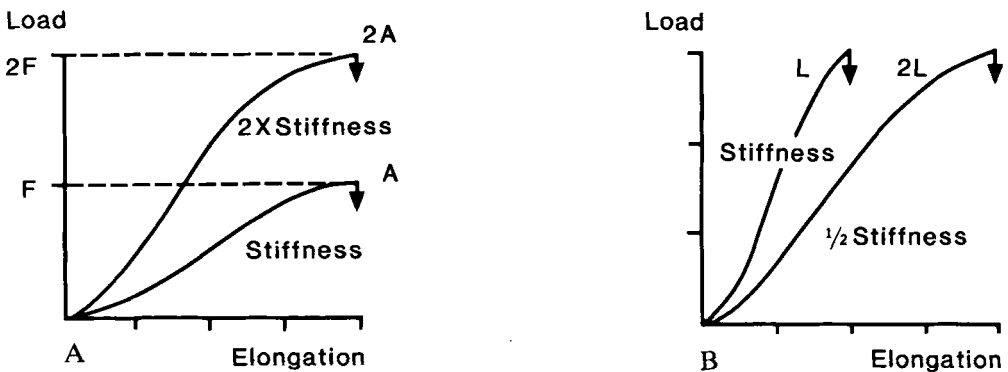 Load
2F
2A
2X Stiffness
F
A
Stiffness
A
Elongation
Load
L
2L
Stiffness
½ Stiffness
B
Elongation